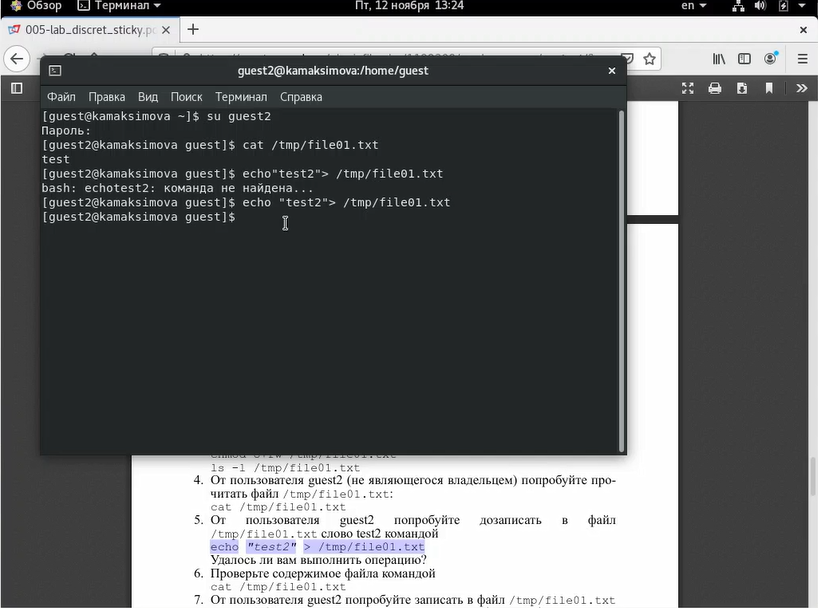 Обзор Терминал Пт, 12 ноября 13:24 en
005-lab_discret_sticky.p
guest2@kamaksimova:/home/guest
Файл Правка Вид Поиск Терминал Справка
[guest@kamaksimova ~]$ su guest2
Пароль:
[guest2@kamaksimova guest]$ cat /tmp/file01.txt
test
[guest2@kamaksimova guest]$ echo"test2"> /tmp/file01.txt
bash: echotest2: команда не найдена...
[guest2@kamaksimova guest]$ echo "test2"> /tmp/file01.txt
[guest2@kamaksimova guest]$
ls -l /tmp/file01.txt
4. От пользователя guest2 (не являющегося владельцем) попробуйте про-
читать файл /tmp/file01.txt:
cat /tmp/file01.txt
5. От пользователя guest2 попробуйте дозаписать в файл
/tmp/file01.txt слово test2 командой
echo "test2" > /tmp/file01.txt
Удалось ли вам выполнить операцию?
6. Проверьте содержимое файла командой
cat /tmp/file01.txt
7. От пользователя guest2 попробуйте записать в файл /tmp/file01.txt